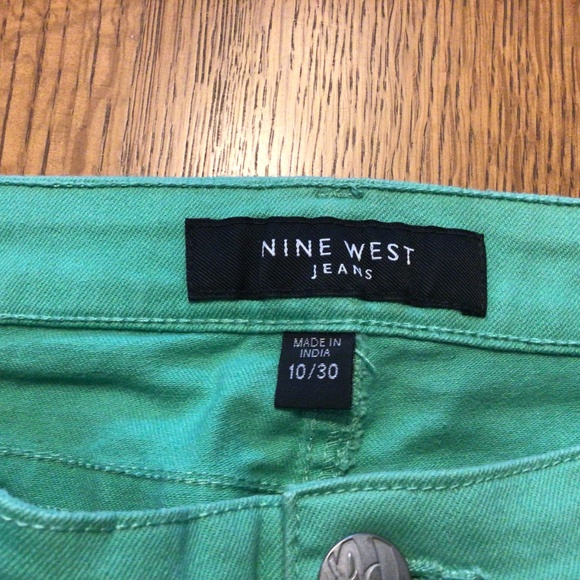 NINE WEST
JEANS
MADE IN
INDIA
10/30